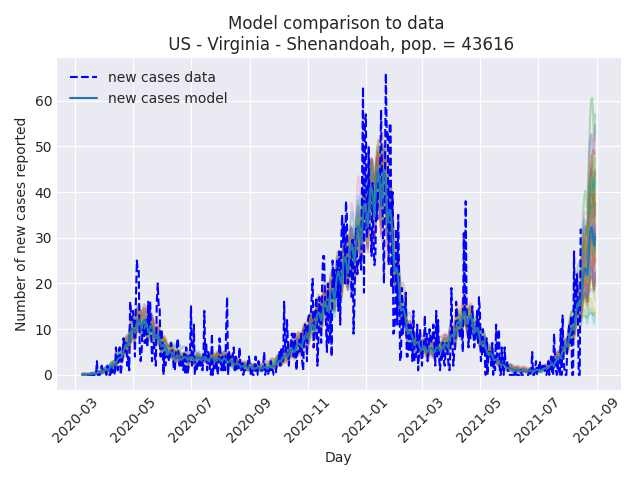 Model comparison to data
US - Virginia - Shenandoah, pop. = 43616
new cases data
new cases model
Number of new cases reported
60
50
40
30
20
10
0
2020-03
2020-05
2020-07
2020-09
2020-11
2021-01
2021-03
2021-05
2021-07
2021-09
Day